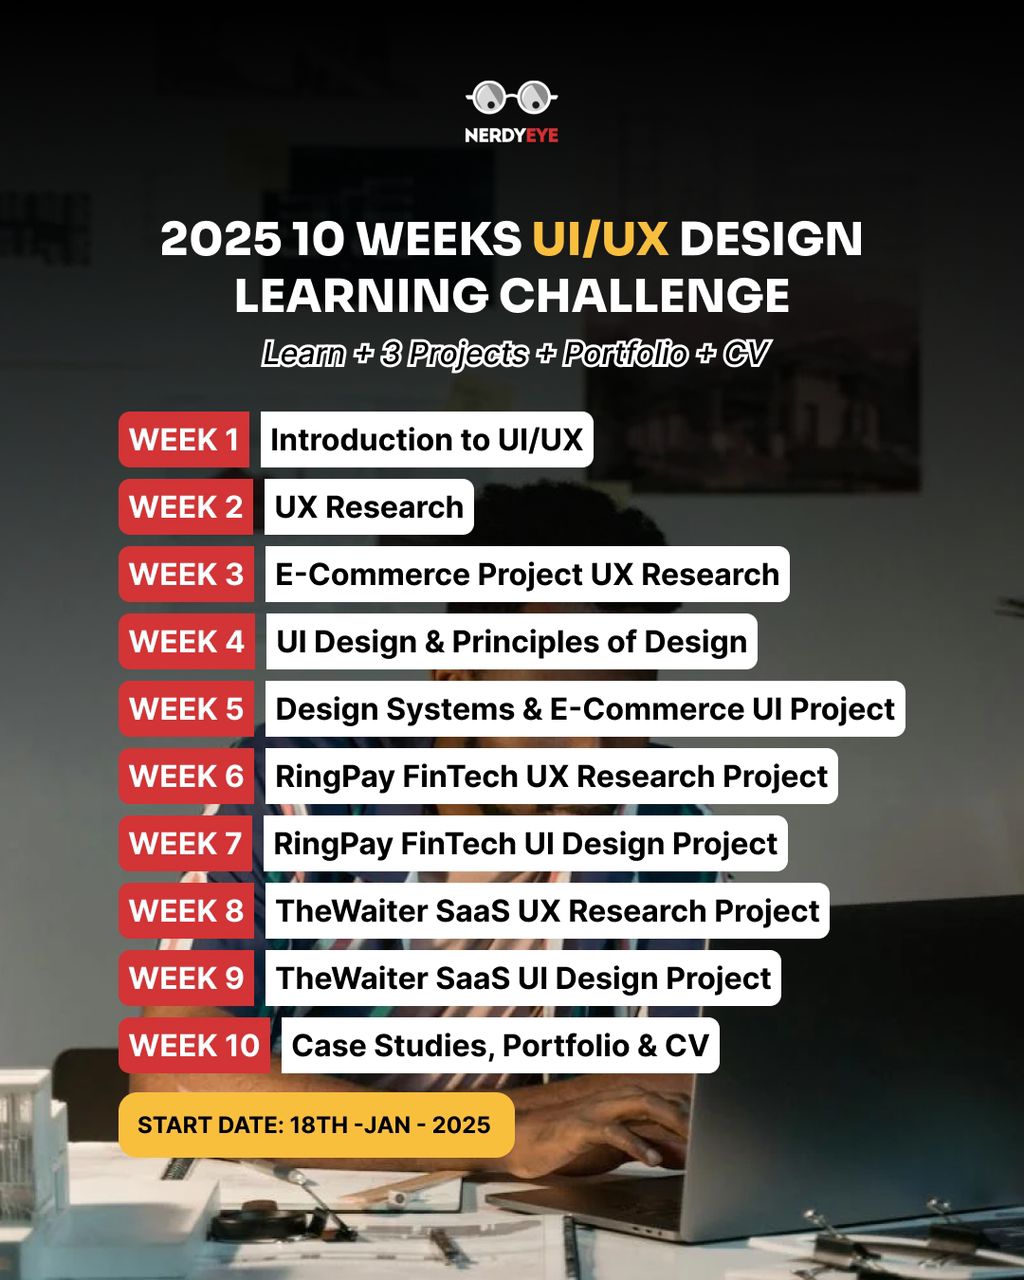 NERDYEYE
2025 10 WEEKS UI/UX DESIGN
LEARNING CHALLENGE
Learn + 3 Projects + Portfolio + CV
WEEK 1 Introduction to UI/UX
WEEK 2 UX Research
WEEK 3 E-Commerce Project UX Research
WEEK 4 UI Design & Principles of Design
WEEK 5 Design Systems & E-Commerce UI Project
WEEK 6 RingPay FinTech UX Research Project
WEEK 7 RingPay FinTech UI Design Project
WEEK 8 TheWaiter SaaS UX Research Project
WEEK 9 TheWaiter SaaS UI Design Project
WEEK 10 Case Studies, Portfolio & CV
START DATE: 18TH -JAN - 2025